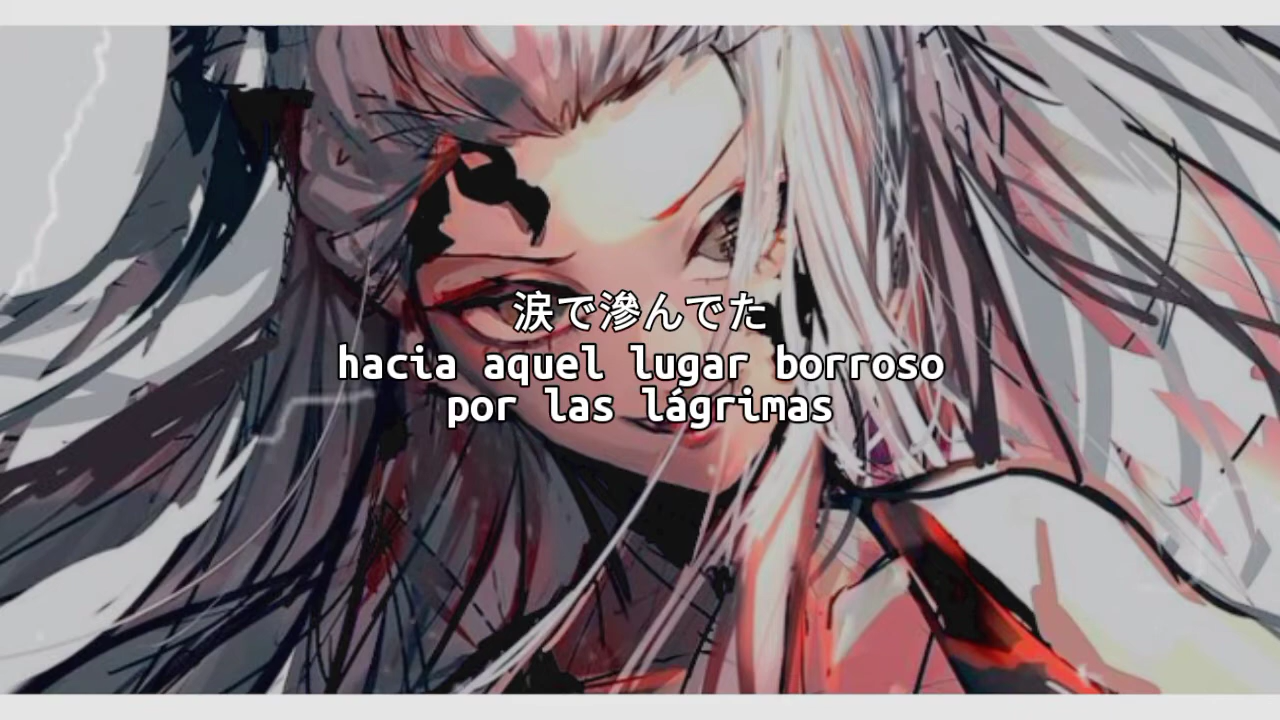 涙で滲んでた
hacia aquel lugar borroso
por las lágrimas